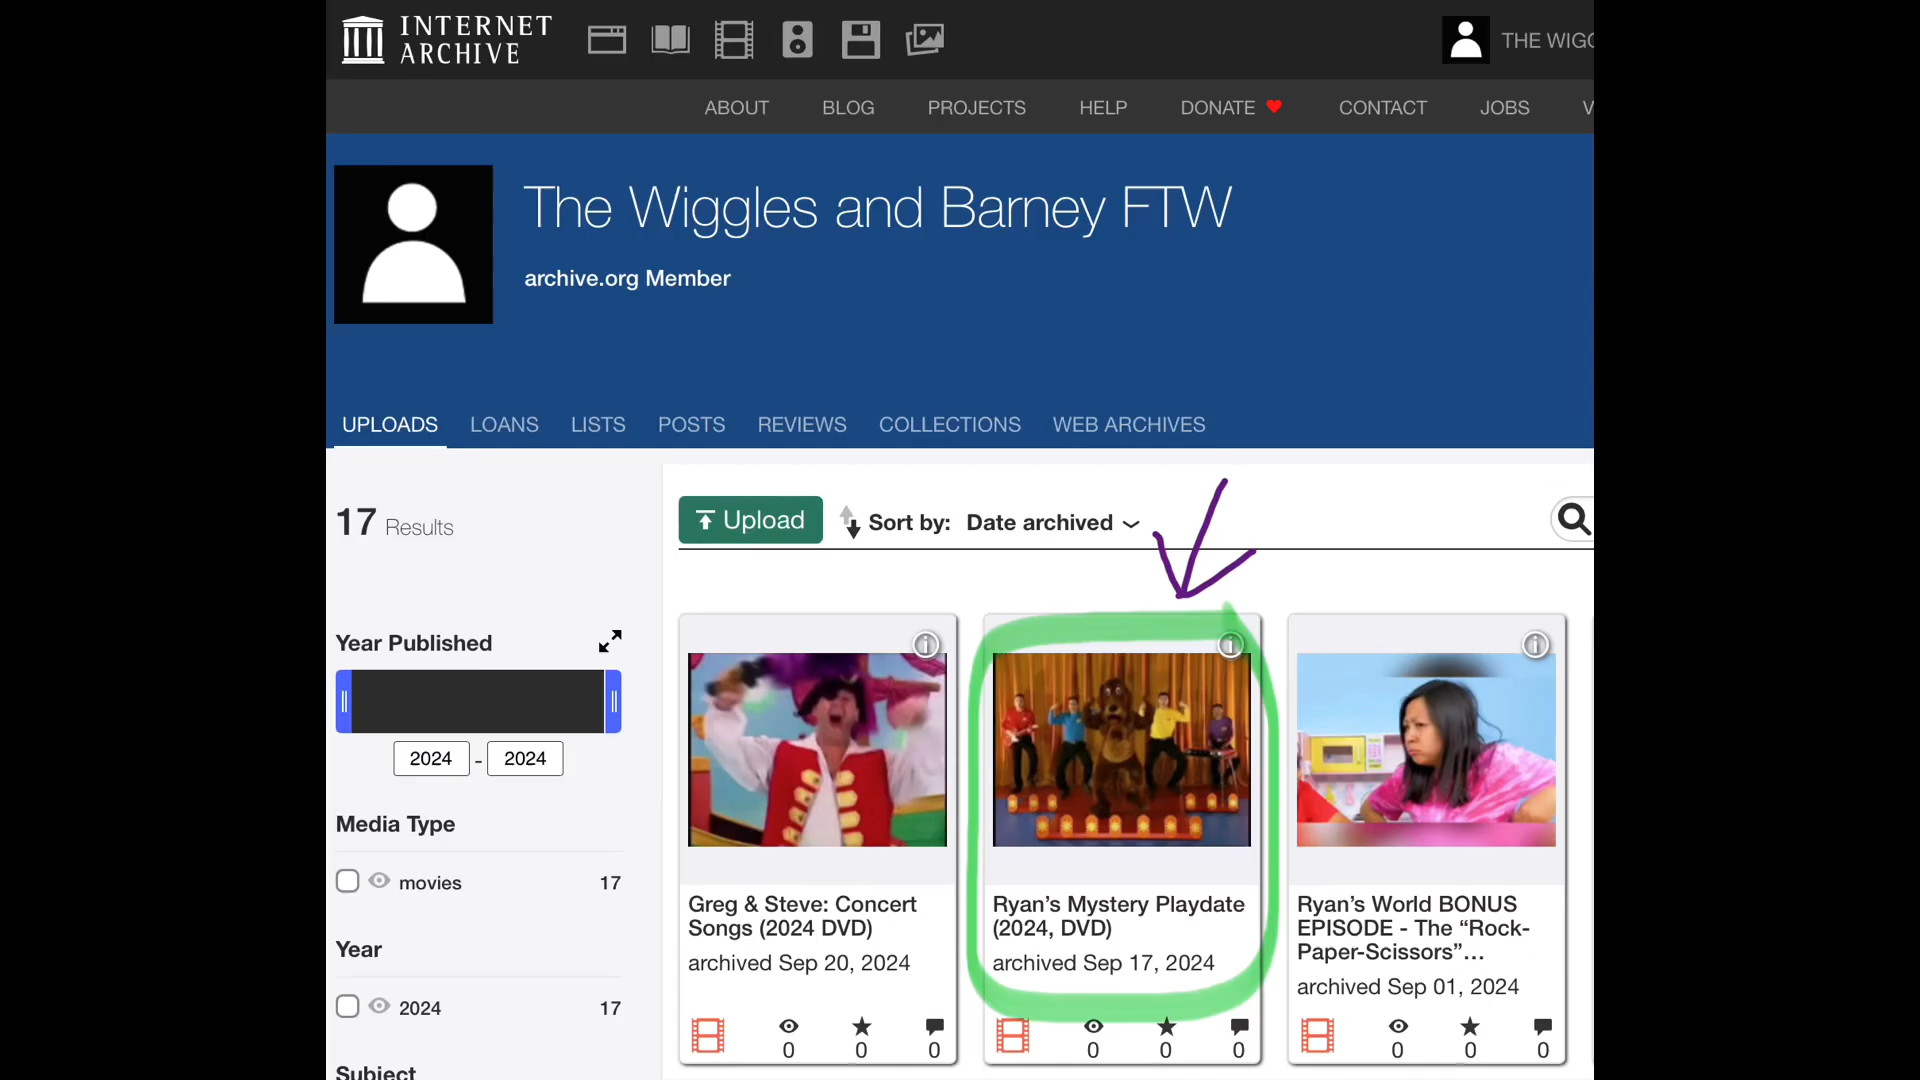 INTERNET
ARCHIVE
THE WIGG
ABOUT BLOG PROJECTS HELP DONATE CONTACT JOBS V
The Wiggles and Barney FTW
archive.org Member
UPLOADS LOANS LISTS POSTS REVIEWS COLLECTIONS WEB ARCHIVES
17 Results
Upload Sort by: Date archived
Year Published
2024 - 2024
Media Type
movies 17
Year
2024 17
Subject
Greg & Steve: Concert
Songs (2024 DVD)
archived Sep 20, 2024
0 0 0
Ryan’s Mystery Playdate
(2024, DVD)
archived Sep 17, 2024
0 0 0
Ryan’s World BONUS
EPISODE - The “Rock-
Paper-Scissors”...
archived Sep 01, 2024
0 0 0